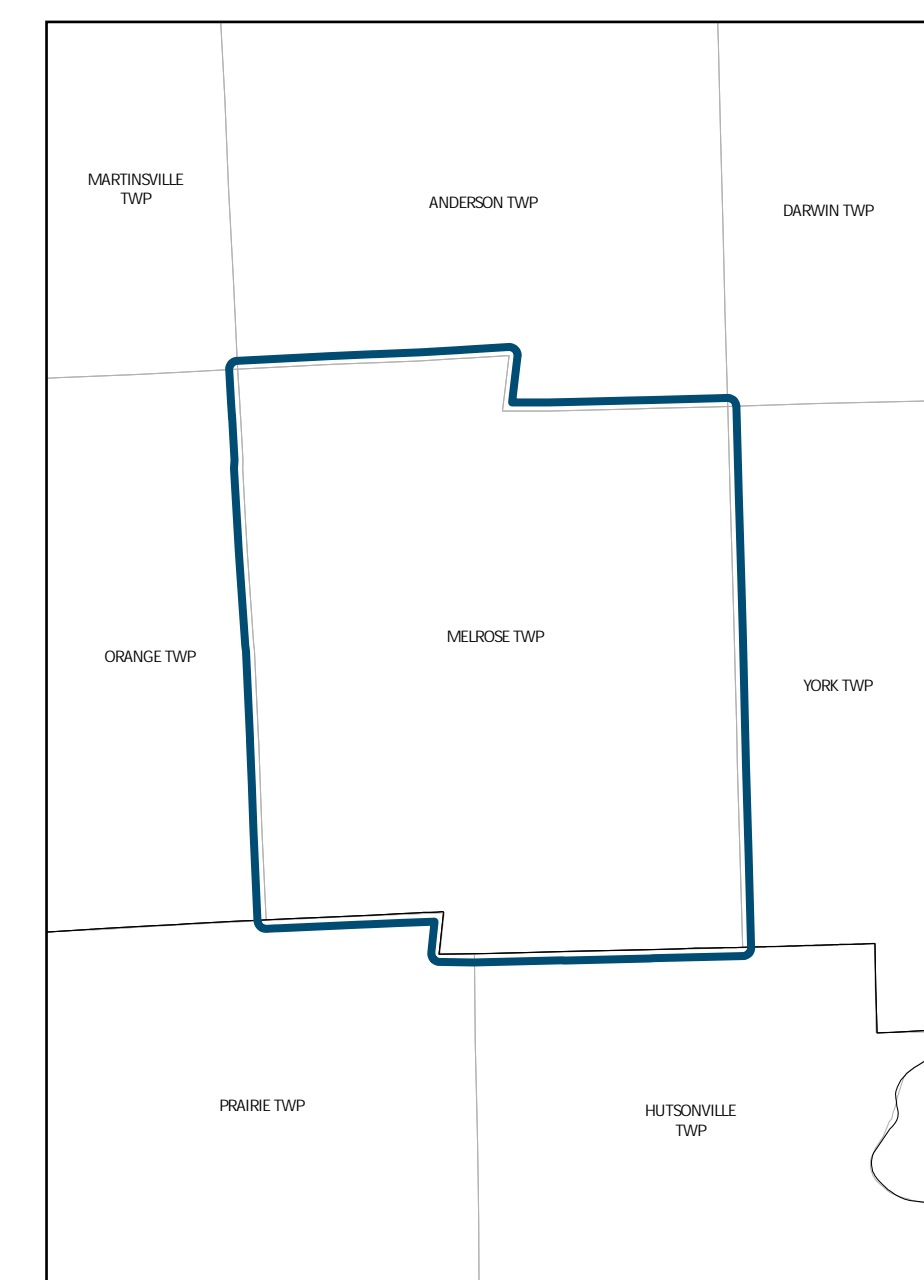 MARTINSVILLE
TWP
ANDERSON TWP
DARWIN TWP
MELROSE TWP
ORANGE TWP
YORK TWP
PRAIRIE TWP
HUTSONVILLE
TWP